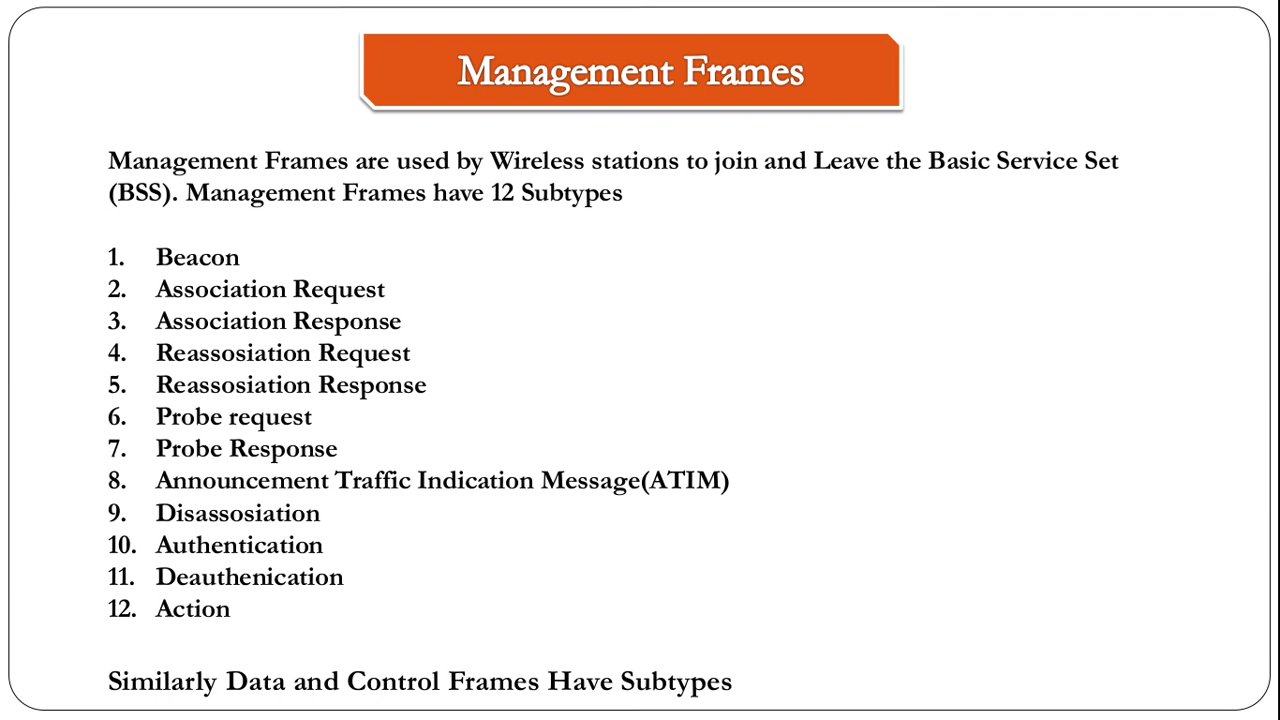 Management Frames
Management Frames are used by Wireless stations to join and Leave the Basic Service Set
(BSS). Management Frames have 12 Subtypes
1. Beacon
2. Association Request
3. Association Response
4. Reassosiation Request
5. Reassosiation Response
6. Probe request
7. Probe Response
8. Announcement Traffic Indication Message(ATIM)
9. Disassosiation
10. Authentication
11. Deauthenication
12. Action
Similarly Data and Control Frames Have Subtypes